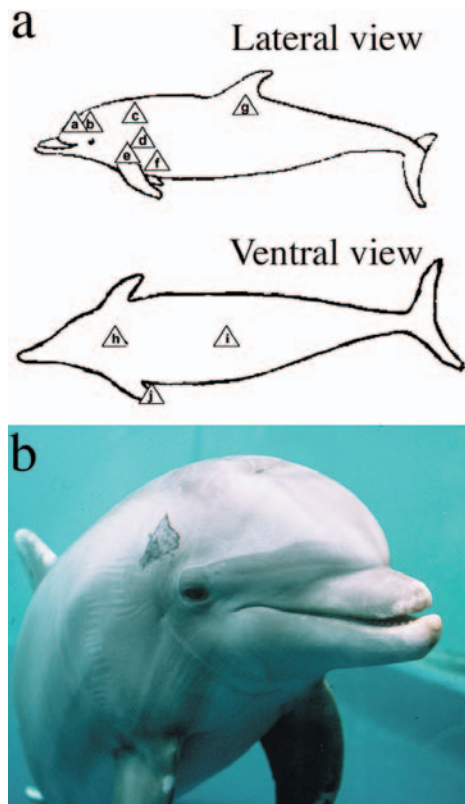 a
Lateral view
a b c g
d
e f
Ventral view
h i
j
b